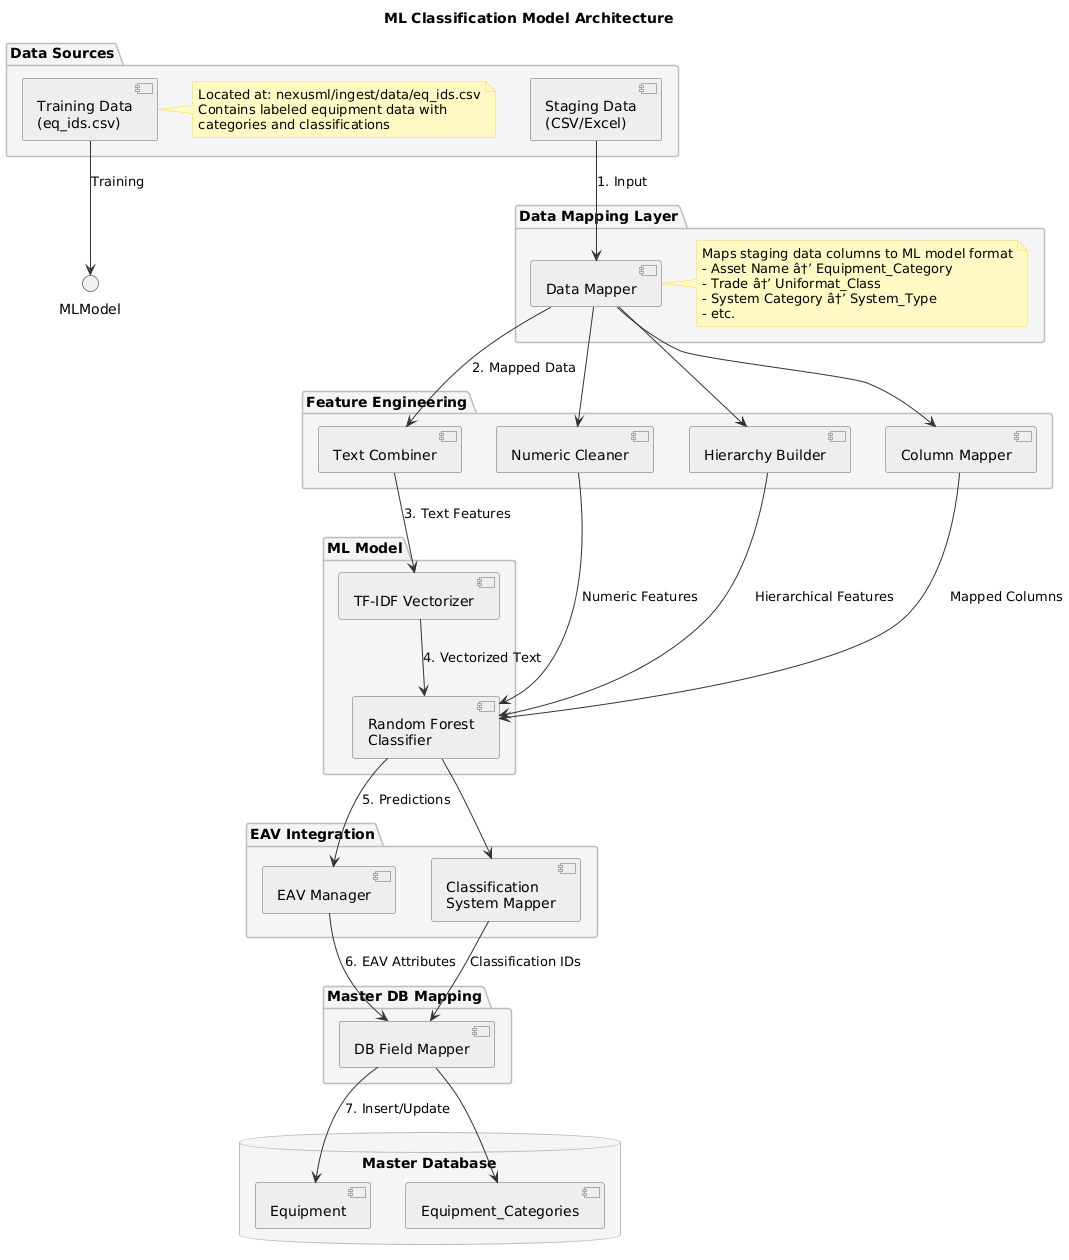 ML Classification Model Architecture
Data Sources
Training Data
(eq_ids.csv)
Located at: nexusml/ingest/data/eq_ids.csv
Contains labeled equipment data with
categories and classifications
Staging Data
(CSV/Excel)
Training
1. Input
MLModel
Data Mapping Layer
Data Mapper
Maps staging data columns to ML model format
- Asset Name â†’ Equipment_Category
- Trade â†’ Uniformat_Class
- System Category â†’ System_Type
- etc.
2. Mapped Data
Feature Engineering
Text Combiner
Numeric Cleaner
Hierarchy Builder
Column Mapper
3. Text Features
ML Model
TF-IDF Vectorizer
Numeric Features
Hierarchical Features
Mapped Columns
4. Vectorized Text
Random Forest
Classifier
5. Predictions
EAV Integration
EAV Manager
Classification
System Mapper
6. EAV Attributes
Classification IDs
Master DB Mapping
DB Field Mapper
7. Insert/Update
Master Database
Equipment
Equipment_Categories